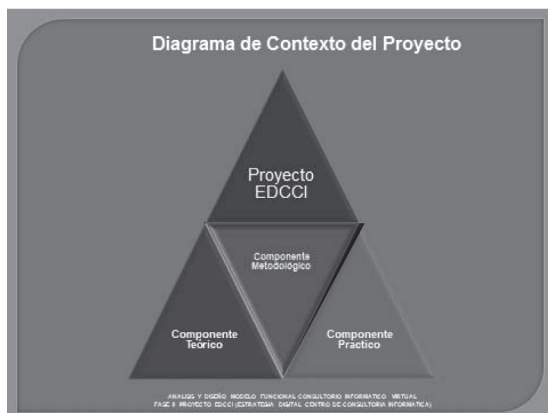 Diagrama de Contexto del Proyecto
Proyecto
EDCCI
Componente
Metodológico
Componente
Teórico
Componente
Práctico
ANALISIS Y DISEÑO MODELO FUNCIONAL CONSULTORIO INFORMATICO VIRTUAL
FASE II PROYECTO EDCCI (ESTRATEGIA DIGITAL CENTRO DE CONSULTORIA INFORMATICA)